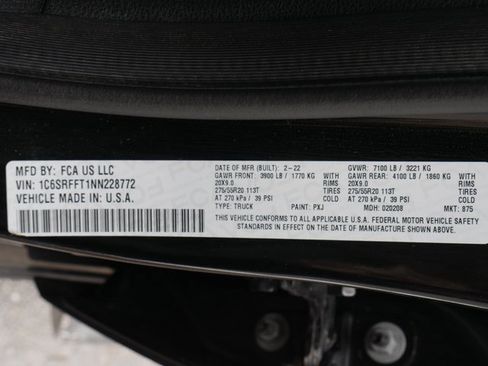 MFD BY: FCA US LLC
VIN: 1C6SRFFT1NN228772
VEHICLE MADE IN: U.S.A.
DATE OF MFR (BUILT): 2-22 GVWR: 7100 LB / 3221 KG
GAWR FRONT: 3900 LB / 1770 KG GAWR REAR: 4100 LB / 1860 KG
20X9.0 RIMS 20X9.0 RIMS
275/55R20 113T TIRES 275/55R20 113T TIRES
AT 270 kPa / 39 PSI COLD AT 270 kPa / 39 PSI COLD
TYPE: TRUCK PAINT: PXJ MDH: 020208 MKT: 875
THIS VEHICLE CONFORMS TO ALL APPLICABLE U.S.A. FEDERAL MOTOR VEHICLE SAFETY
STANDARDS IN EFFECT ON THE DATE OF MANUFACTURE SHOWN ABOVE.